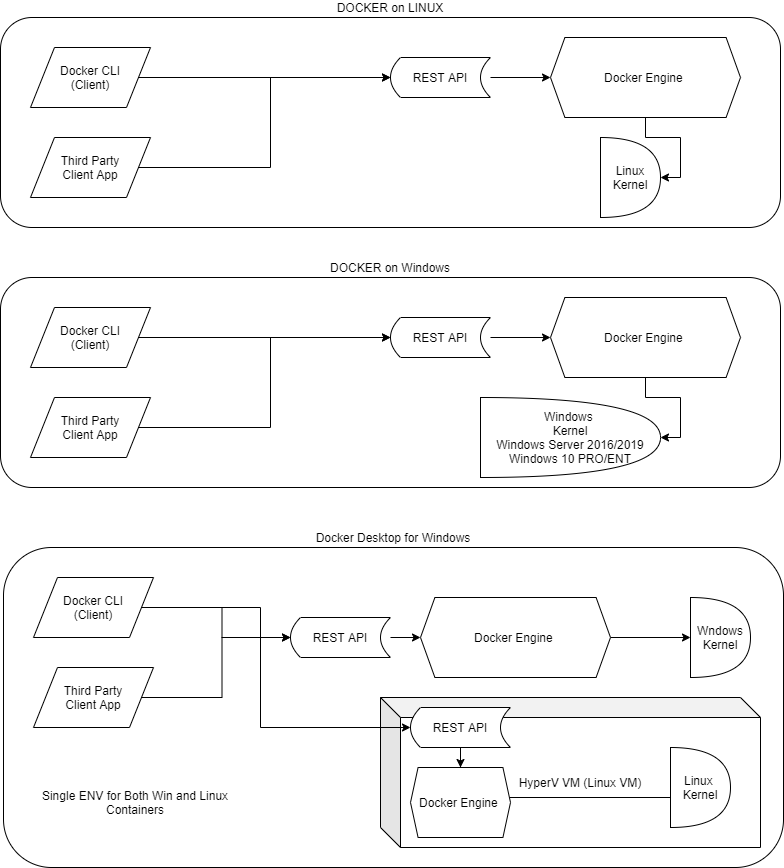 DOCKER on LINUX
Docker CLI
(Client)
REST API
Docker Engine
Third Party
Client App
Linux
Kernel
DOCKER on Windows
Docker CLI
(Client)
REST API
Docker Engine
Third Party
Client App
Windows
Kernel
Windows Server 2016/2019
Windows 10 PRO/ENT
Docker Desktop for Windows
Docker CLI
(Client)
REST API
Docker Engine
Wndows
Kernel
Third Party
Client App
REST API
Docker Engine
HyperV VM (Linux VM)
Linux
Kernel
Single ENV for Both Win and Linux
Containers